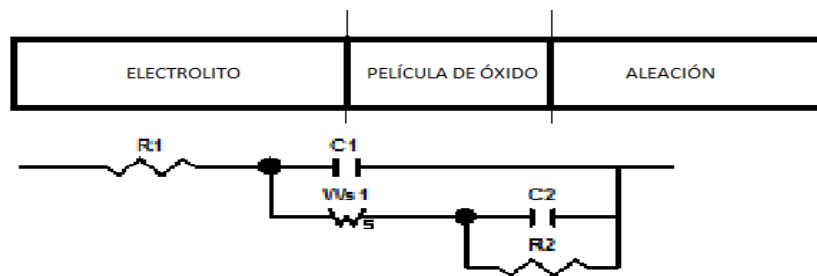 ELECTROLITO PELÍCULA DE ÓXIDO ALEACIÓN
R1 C1
Ws1 C2
s
R2